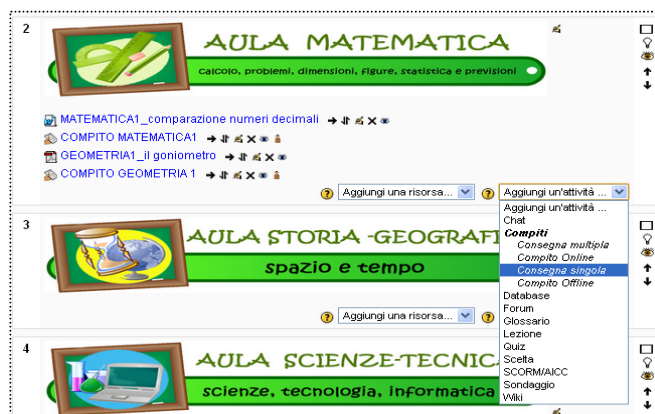 2
AULA MATEMATICA
calcolo, problemi, dimensioni, figure, statistica e previsioni
MATEMATICA1_comparazione numeri decimali
COMPITO MATEMATICA1
GEOMETRIA1_il goniometro
COMPITO GEOMETRIA 1
Aggiungi una risorsa... Aggiungi un'attività ...
Aggiungi un'attività ...
Chat
Compiti
Consegna multipla
Compito Online
Consegna singola
Compito Offline
Database
Forum
Glossario
Lezione
Quiz
Scelta
SCORM/AICC
Sondaggio
Wiki
3
AULA STORIA -GEOGRAFI
spazio e tempo
Aggiungi una risorsa...
4
AULA SCIENZE-TECNIC
scienze, tecnologia, informatica